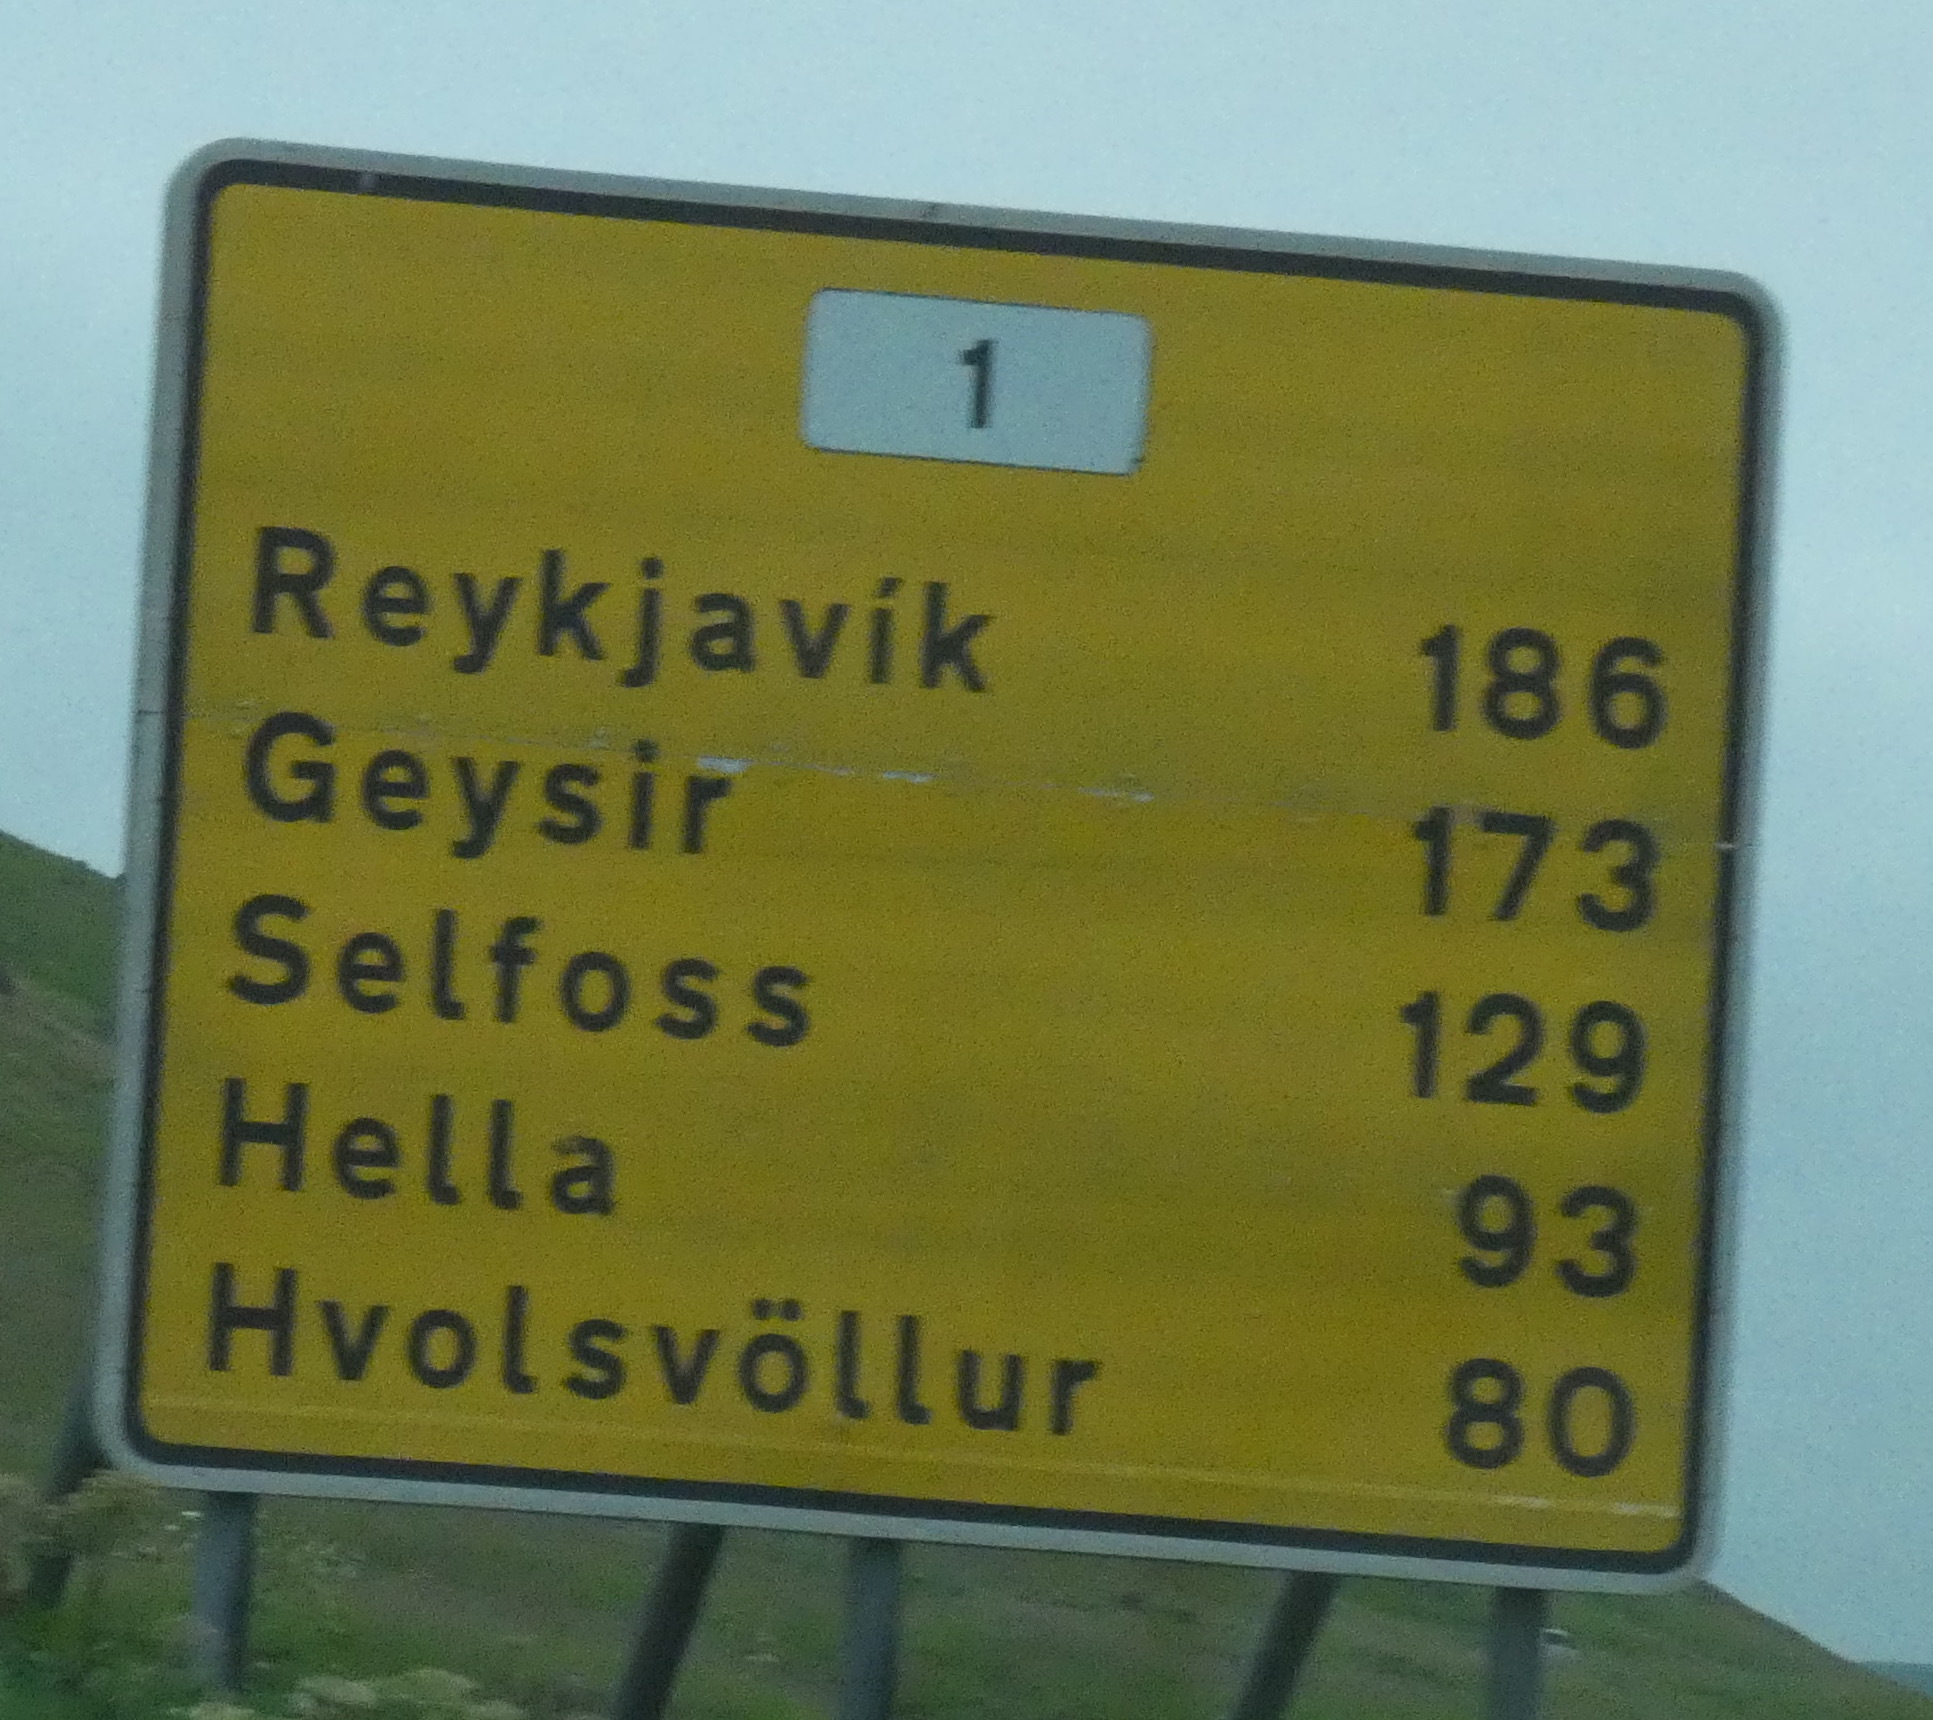 1
Reykjavík 186
Geysir 173
Selfoss 129
Hella 93
Hvolsvöllur 80